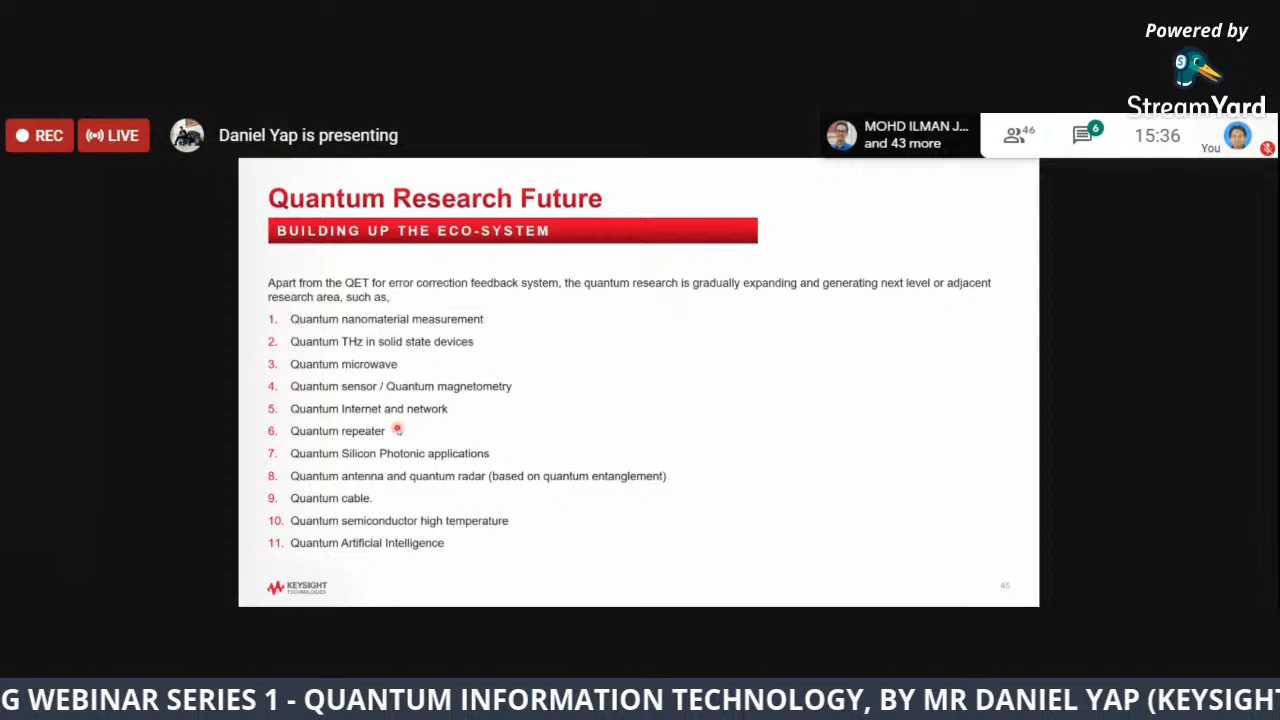 Powered by
StreamYard
REC
LIVE
Daniel Yap is presenting
MOHD ILMAN J...
and 43 more
46
6
15:36
You
Quantum Research Future
BUILDING UP THE ECO-SYSTEM
Apart from the QET for error correction feedback system, the quantum research is gradually expanding and generating next level or adjacent
research area, such as,
1. Quantum nanomaterial measurement
2. Quantum THz in solid state devices
3. Quantum microwave
4. Quantum sensor / Quantum magnetometry
5. Quantum Internet and network
6. Quantum repeater
7. Quantum Silicon Photonic applications
8. Quantum antenna and quantum radar (based on quantum entanglement)
9. Quantum cable.
10. Quantum semiconductor high temperature
11. Quantum Artificial Intelligence
KEYSIGHT
TECHNOLOGIES
45
G WEBINAR SERIES 1 - QUANTUM INFORMATION TECHNOLOGY, BY MR DANIEL YAP (KEYSIGHT